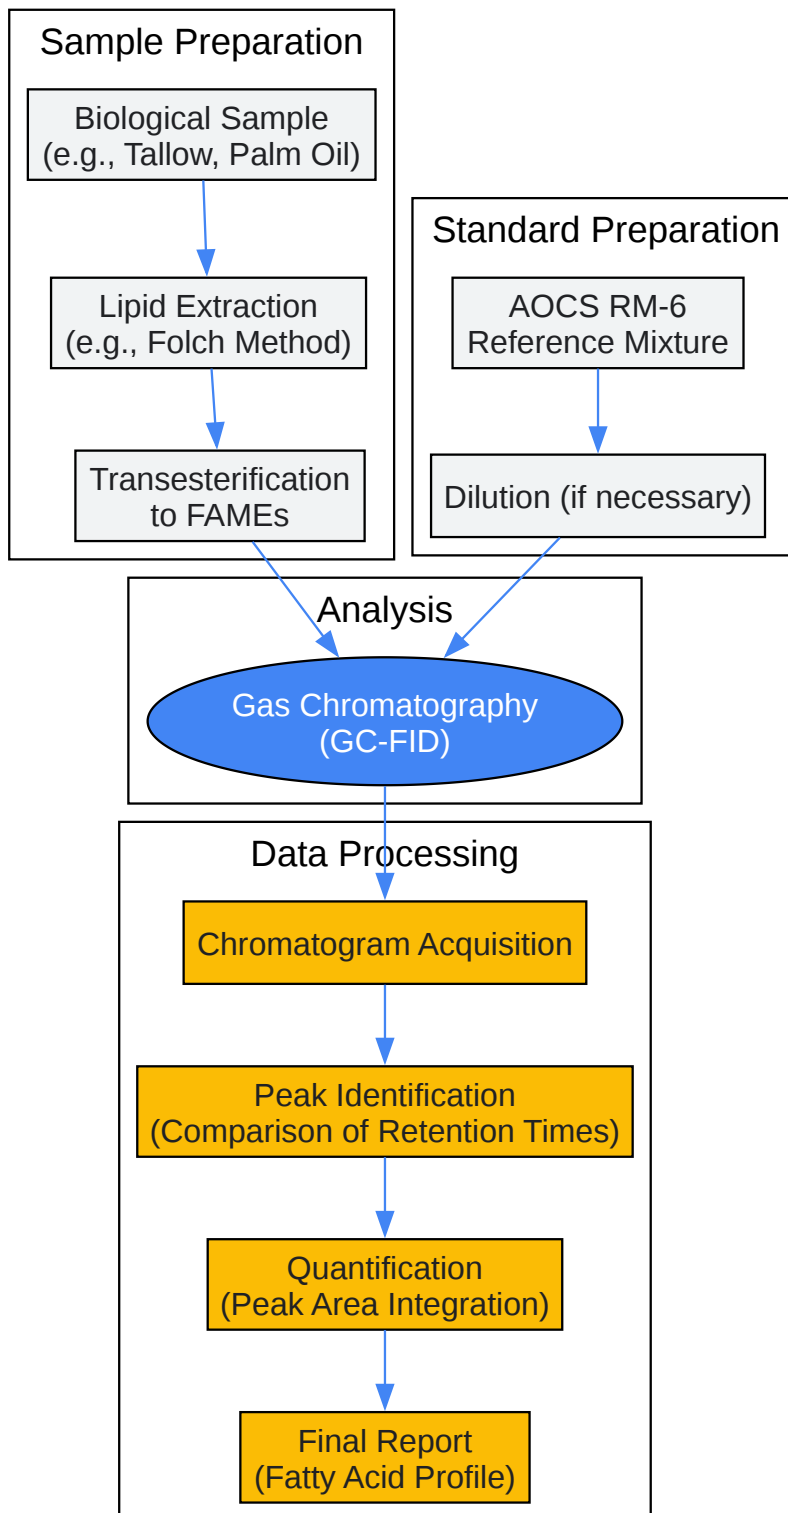 Sample Preparation
Biological Sample
(e.g., Tallow, Palm Oil)
Lipid Extraction
(e.g., Folch Method)
Transesterification
to FAMEs
Standard Preparation
AOCS RM-6
Reference Mixture
Dilution (if necessary)
Analysis
Gas Chromatography
(GC-FID)
Data Processing
Chromatogram Acquisition
Peak Identification
(Comparison of Retention Times)
Quantification
(Peak Area Integration)
Final Report
(Fatty Acid Profile)